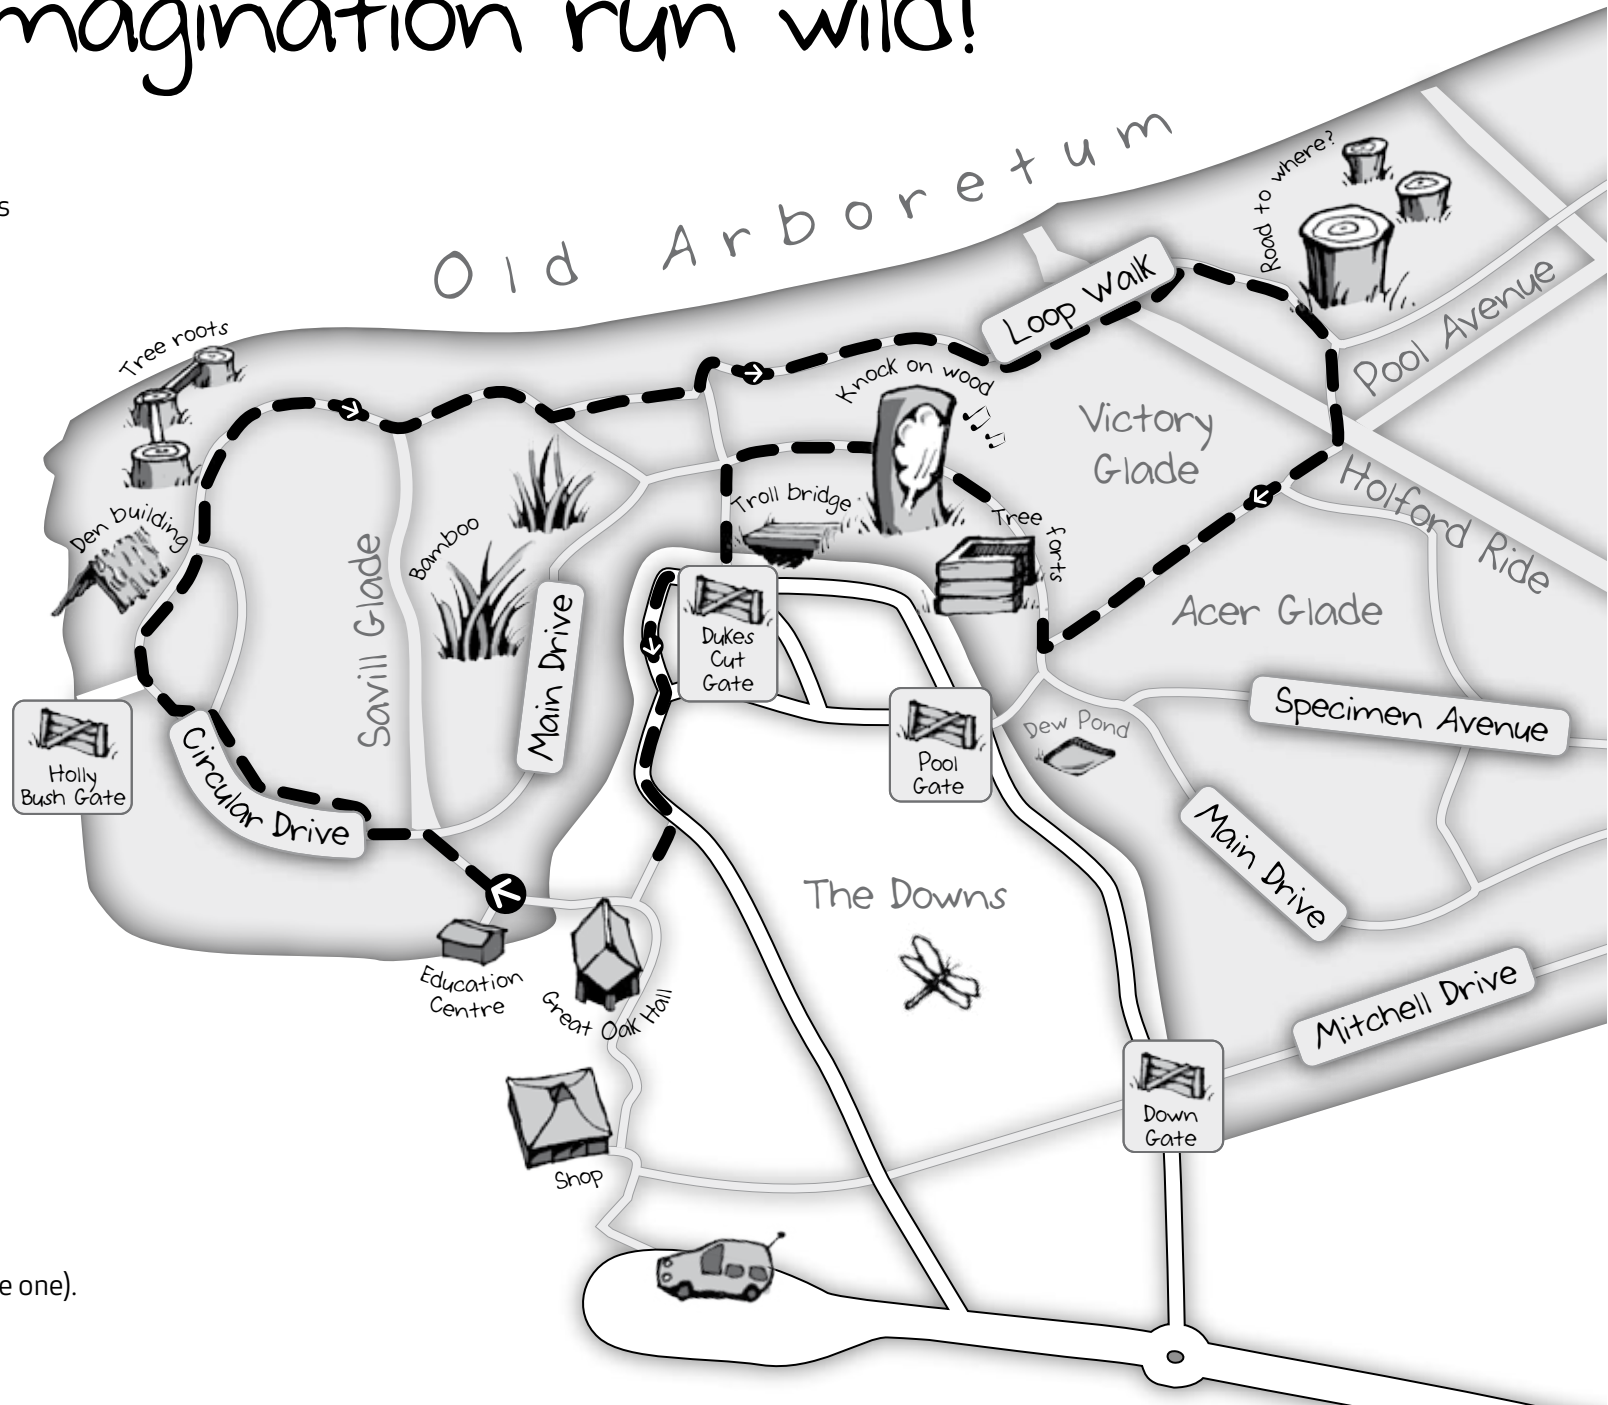 magination run wild!
s
Old Arboretum
Road to where?
Loop Walk
Pool Avenue
Tree roots
Knock on wood
Victory
Glade
Holford Ride
Troll bridge
Tree forts
Bamboo
Den building
Savill Glade
Main Drive
Dukes
Cut
Gate
Acer Glade
Specimen Avenue
Dew Pond
Pool
Gate
Holly
Bush Gate
Circular Drive
Main Drive
The Downs
Education
Centre
Great Oak Hall
Mitchell Drive
Down
Gate
Shop
e one).